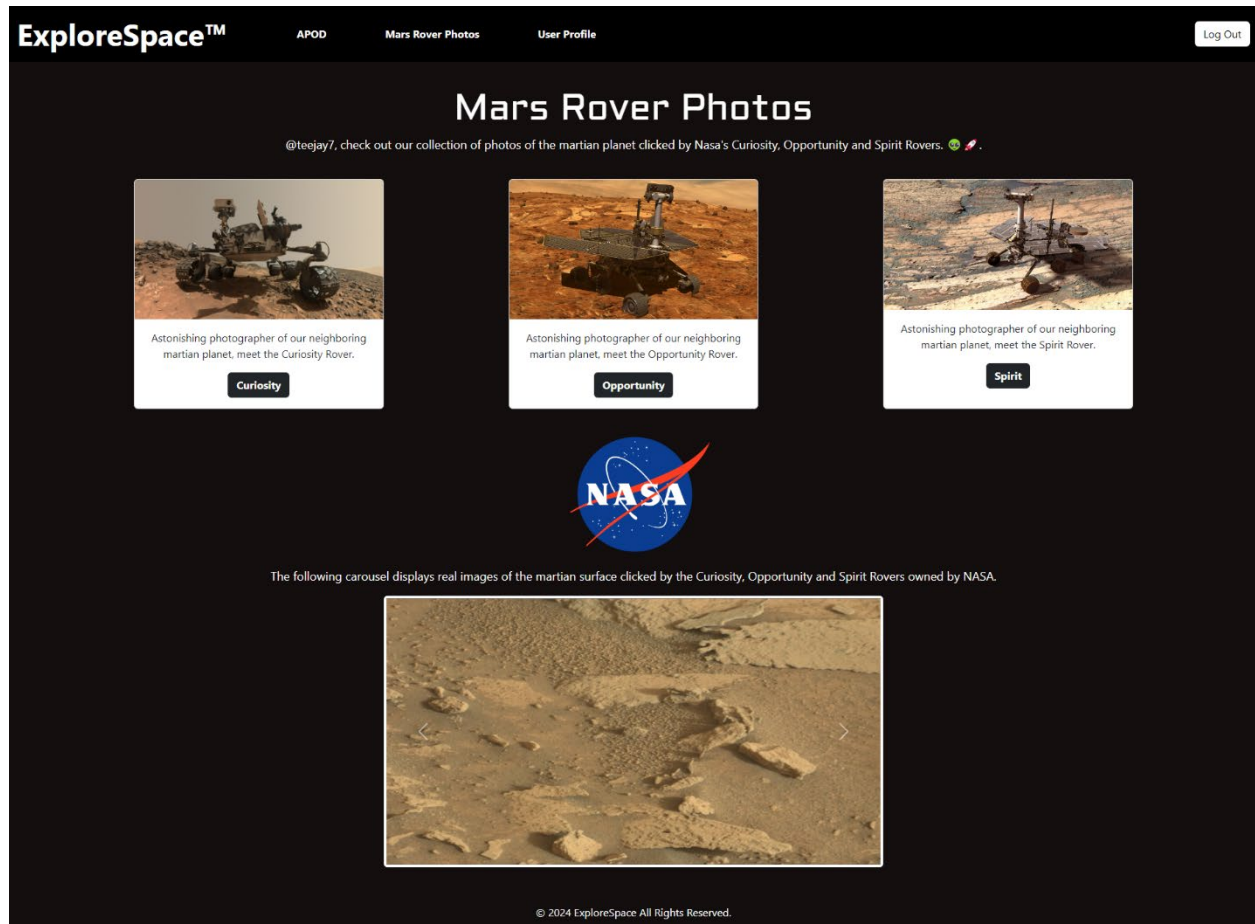 ExploreSpace™ APOD Mars Rover Photos User Profile Log Out
Mars Rover Photos
@teejay7, check out our collection of photos of the martian planet clicked by Nasa's Curiosity, Opportunity and Spirit Rovers. 👽 🚀 .
Astonishing photographer of our neighboring
martian planet, meet the Curiosity Rover.
Curiosity
Astonishing photographer of our neighboring
martian planet, meet the Opportunity Rover.
Opportunity
Astonishing photographer of our neighboring
martian planet, meet the Spirit Rover.
Spirit
NASA
The following carousel displays real images of the martian surface clicked by the Curiosity, Opportunity and Spirit Rovers owned by NASA.
© 2024 ExploreSpace All Rights Reserved.